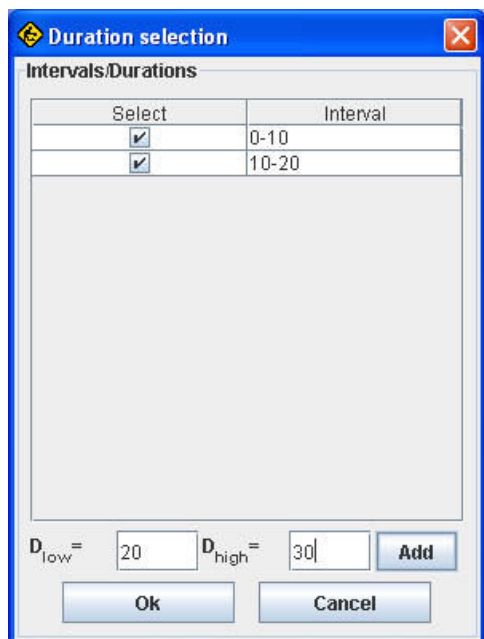 Duration selection
Intervals/Durations
Select Interval
0-10
10-20
Dlow= 20 Dhigh= 30 Add
Ok Cancel